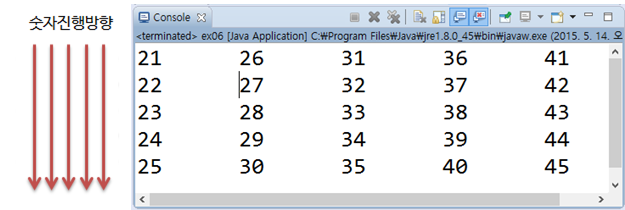 숫자진행방향
Console
<terminated> ex06 [Java Application] C:₩Program Files₩Java₩jre1.8.0_45₩bin₩javaw.exe (2015. 5. 14. 오
21 26 31 36 41
22 27 32 37 42
23 28 33 38 43
24 29 34 39 44
25 30 35 40 45